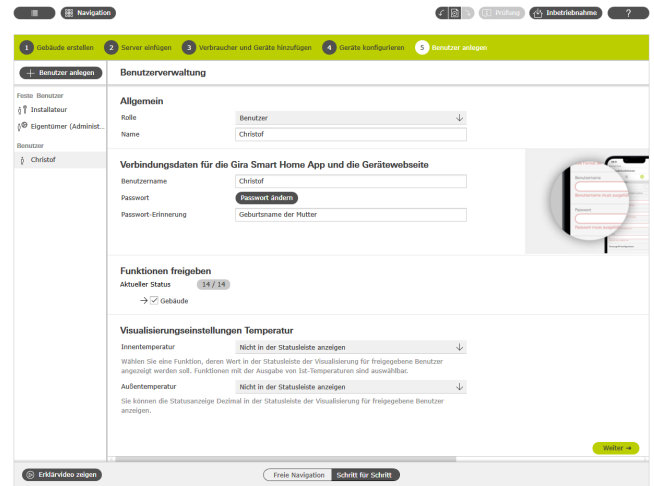 Navigation
Prüfung
Inbetriebnahme
?
1 Gebäude erstellen
2 Server einfügen
3 Verbraucher und Geräte hinzufügen
4 Geräte konfigurieren
5 Benutzer anlegen
+ Benutzer anlegen
Benutzerverwaltung
Feste Benutzer
Installateur
Eigentümer (Administ...
Benutzer
Christof
Allgemein
Rolle
Benutzer
Name
Christof
Verbindungsdaten für die Gira Smart Home App und die Gerätewebseite
Benutzername
Christof
Passwort
Passwort ändern
Passwort-Erinnerung
Geburtsname der Mutter
Benutzername
Passwort
Funktionen freigeben
Aktueller Status
14 / 14
Gebäude
Visualisierungseinstellungen Temperatur
Innentemperatur
Nicht in der Statusleiste anzeigen
Wählen Sie eine Funktion, deren Wert in der Statusleiste der Visualisierung für freigegebene Benutzer
angezeigt werden soll. Funktionen mit der Ausgabe von Ist-Temperaturen sind auswählbar.
Außentemperatur
Nicht in der Statusleiste anzeigen
Sie können die Statusanzeige Dezimal in der Statusleiste der Visualisierung für freigegebene Benutzer
anzeigen.
Weiter →
Erklärvideo zeigen
Freie Navigation
Schritt für Schritt